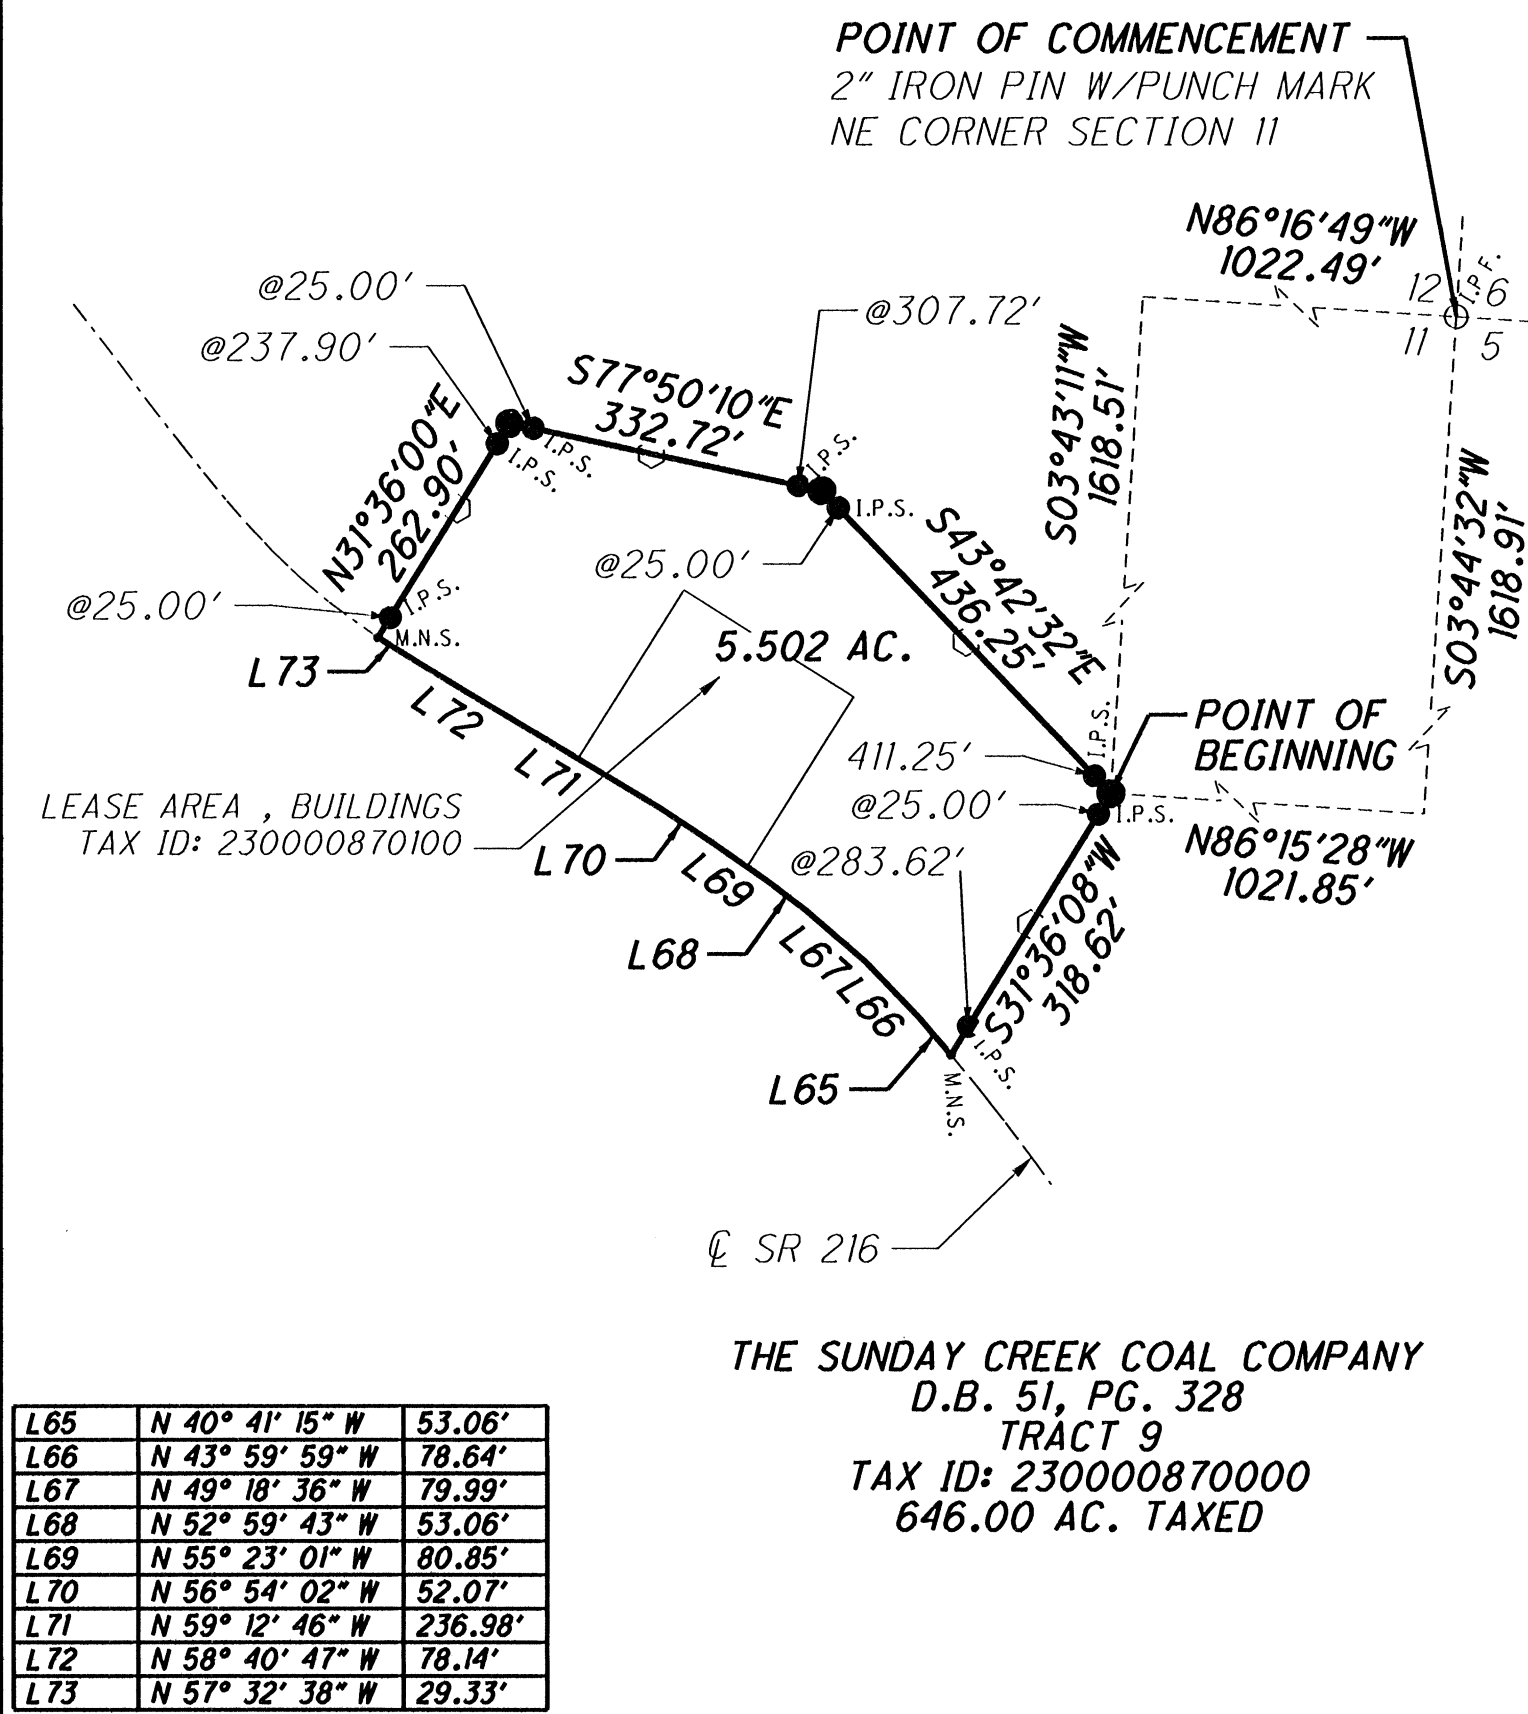 POINT OF COMMENCEMENT
2" IRON PIN W/PUNCH MARK
NE CORNER SECTION 11
N86°16'49"W
1022.49'
12
I.P.F.
6
11
5
@25.00'
@237.90'
@307.72'
S77°50'10"E
332.72'
S03°43'11"W
1618.51'
I.P.S.
I.P.S.
I.P.S.
I.P.S.
N31°36'00"E
262.90'
S43°42'32"E
436.25'
S03°44'32"W
1618.91'
@25.00'
@25.00'
I.P.S.
M.N.S.
5.502 AC.
L73
L72
L71
I.P.S.
POINT OF
BEGINNING
411.25'
@25.00'
I.P.S.
LEASE AREA , BUILDINGS
TAX ID: 230000870100
L70
L69
@283.62'
N86°15'28"W
1021.85'
S31°36'08"W
318.62'
L68
L67
L66
L65
I.P.S.
M.N.S.
℄ SR 216
THE SUNDAY CREEK COAL COMPANY
D.B. 51, PG. 328
TRACT 9
TAX ID: 230000870000
646.00 AC. TAXED
L65 N 40° 41' 15" W 53.06'
L66 N 43° 59' 59" W 78.64'
L67 N 49° 18' 36" W 79.99'
L68 N 52° 59' 43" W 53.06'
L69 N 55° 23' 01" W 80.85'
L70 N 56° 54' 02" W 52.07'
L71 N 59° 12' 46" W 236.98'
L72 N 58° 40' 47" W 78.14'
L73 N 57° 32' 38" W 29.33'